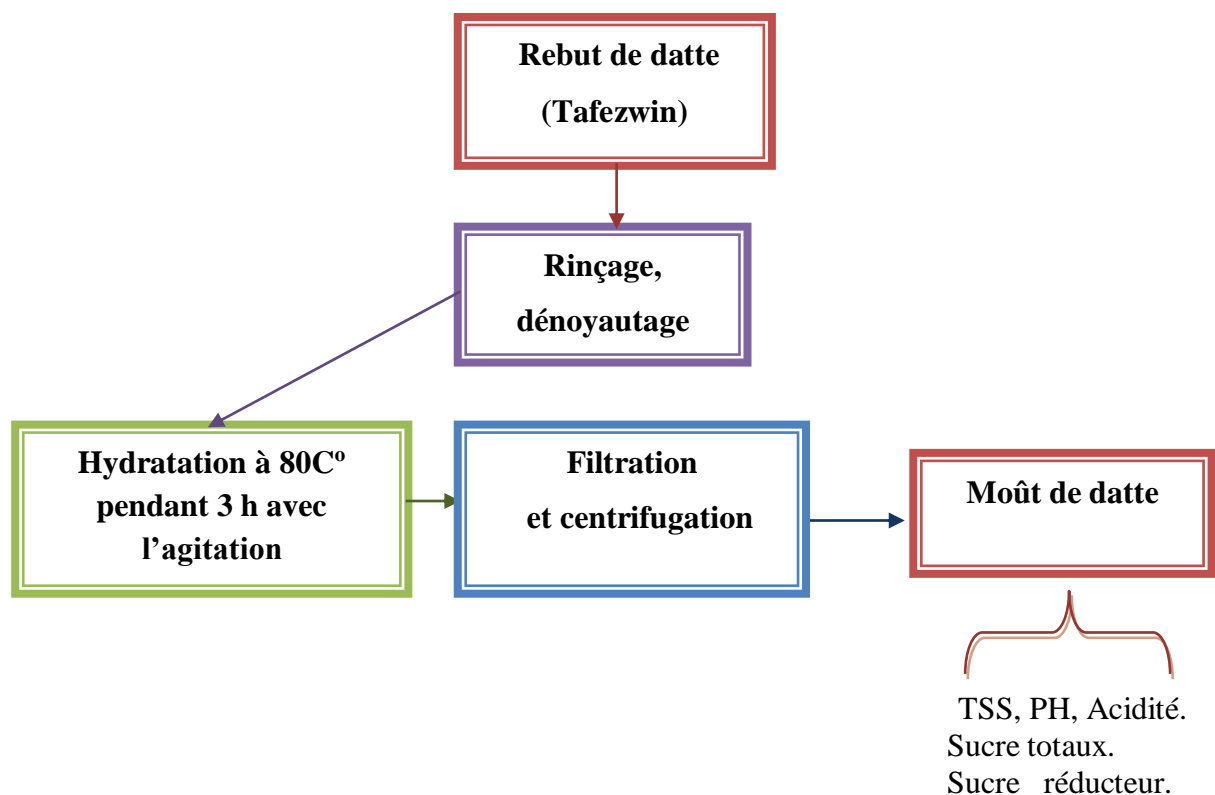 Rebut de datte
(Tafezwin)
Rinçage,
dénoyautage
Hydratation à 80Cº
pendant 3 h avec
l’agitation
Filtration
et centrifugation
Moût de datte
TSS, PH, Acidité.
Sucre totaux.
Sucre réducteur.